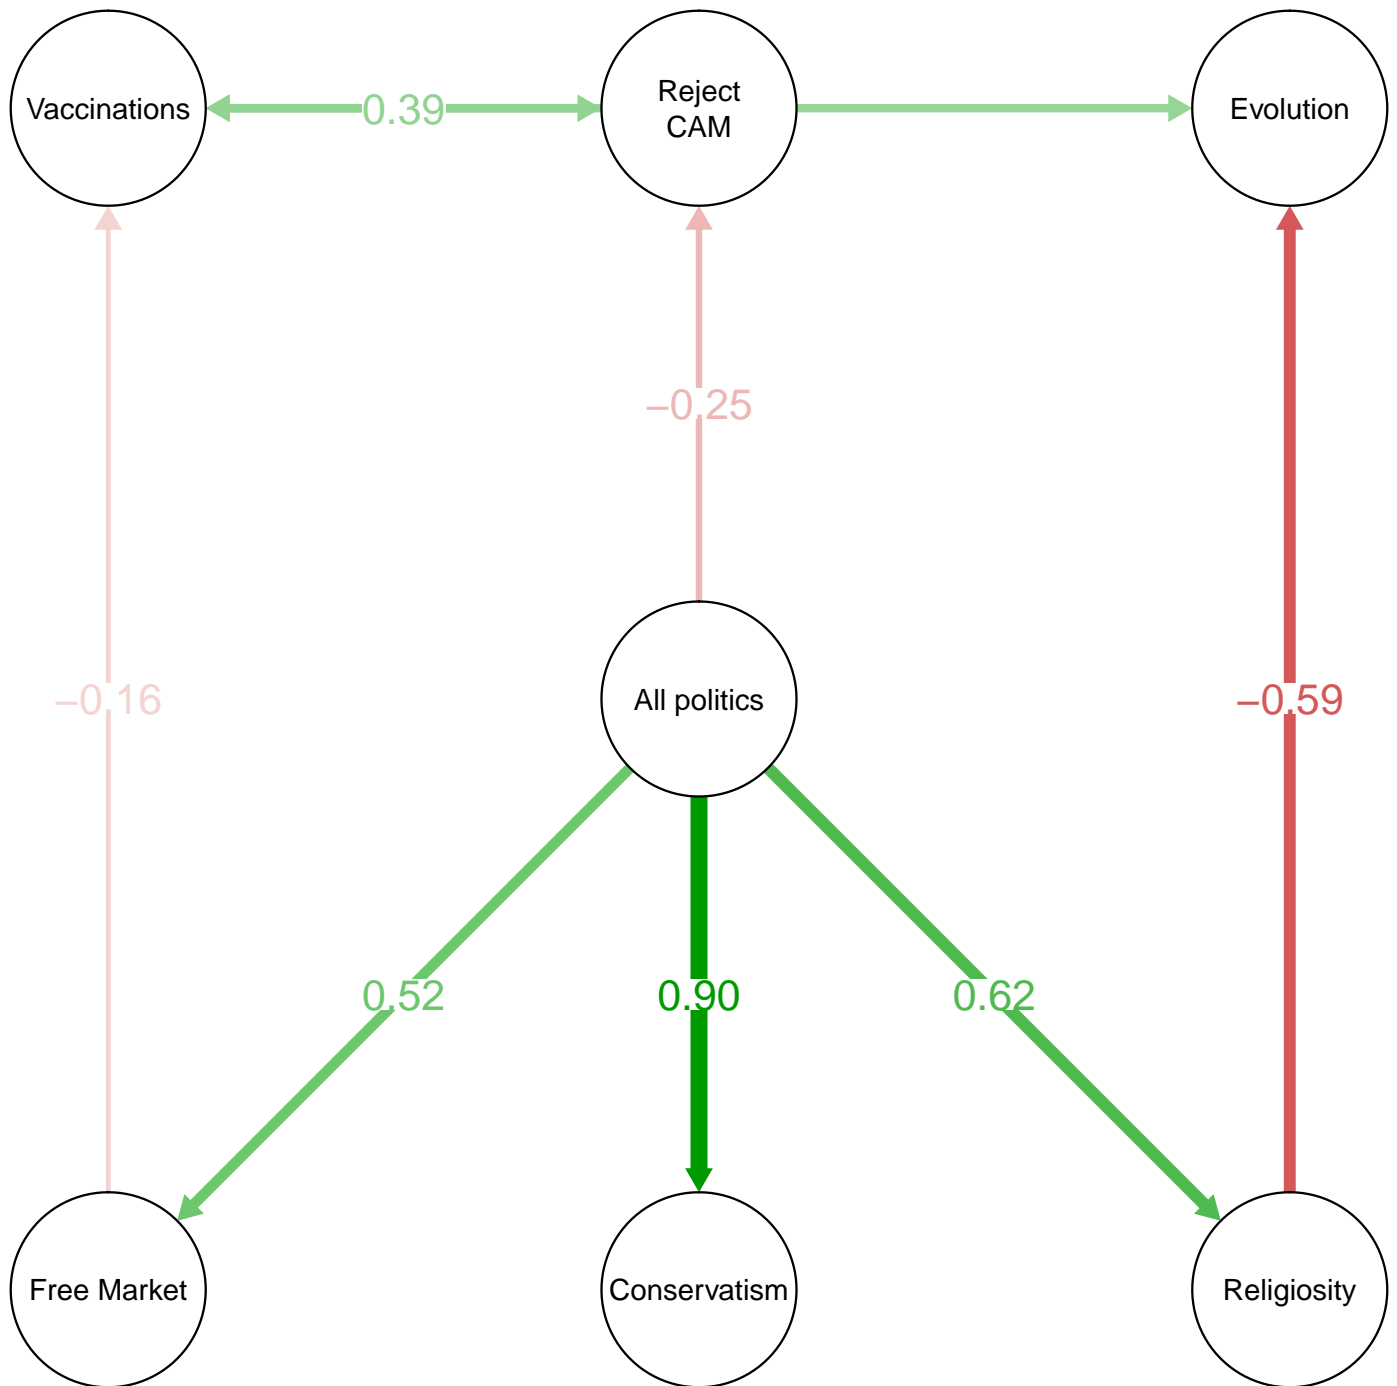 Vaccinations
0.39
Reject
CAM
Evolution
−0.25
−0.16
All politics
−0.59
0.52
0.90
0.62
Free Market
Conservatism
Religiosity